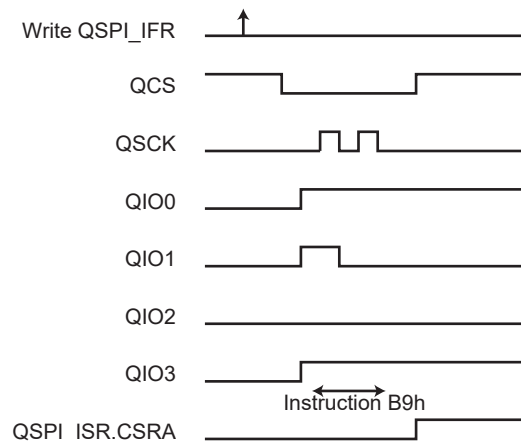 Write QSPI_IFR
QCS
QSCK
QIO0
QIO1
QIO2
QIO3
Instruction B9h
QSPI_ISR.CSRA